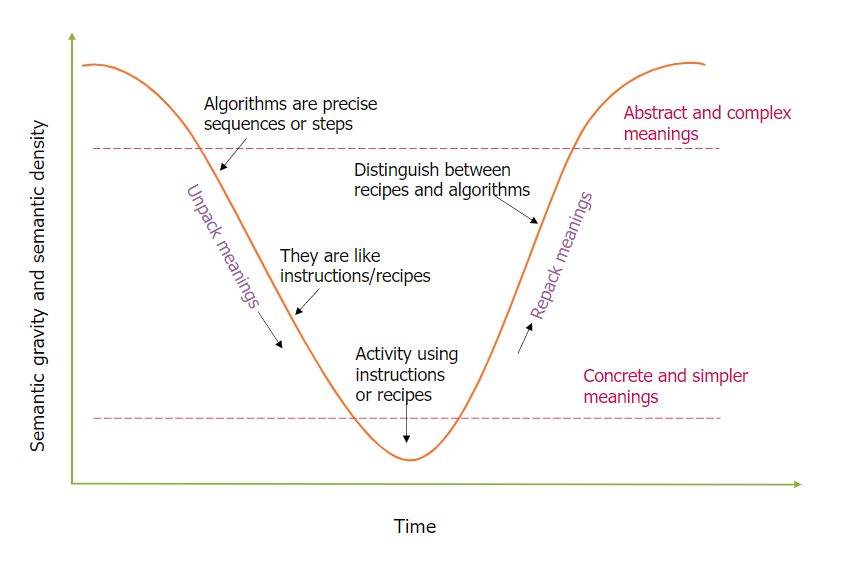 Algorithms are precise
sequences or steps
Abstract and complex
meanings
Distinguish between
recipes and algorithms
Unpack meanings
Repack meanings
They are like
instructions/recipes
Activity using
instructions
or recipes
Concrete and simpler
meanings
Semantic gravity and semantic density
Time